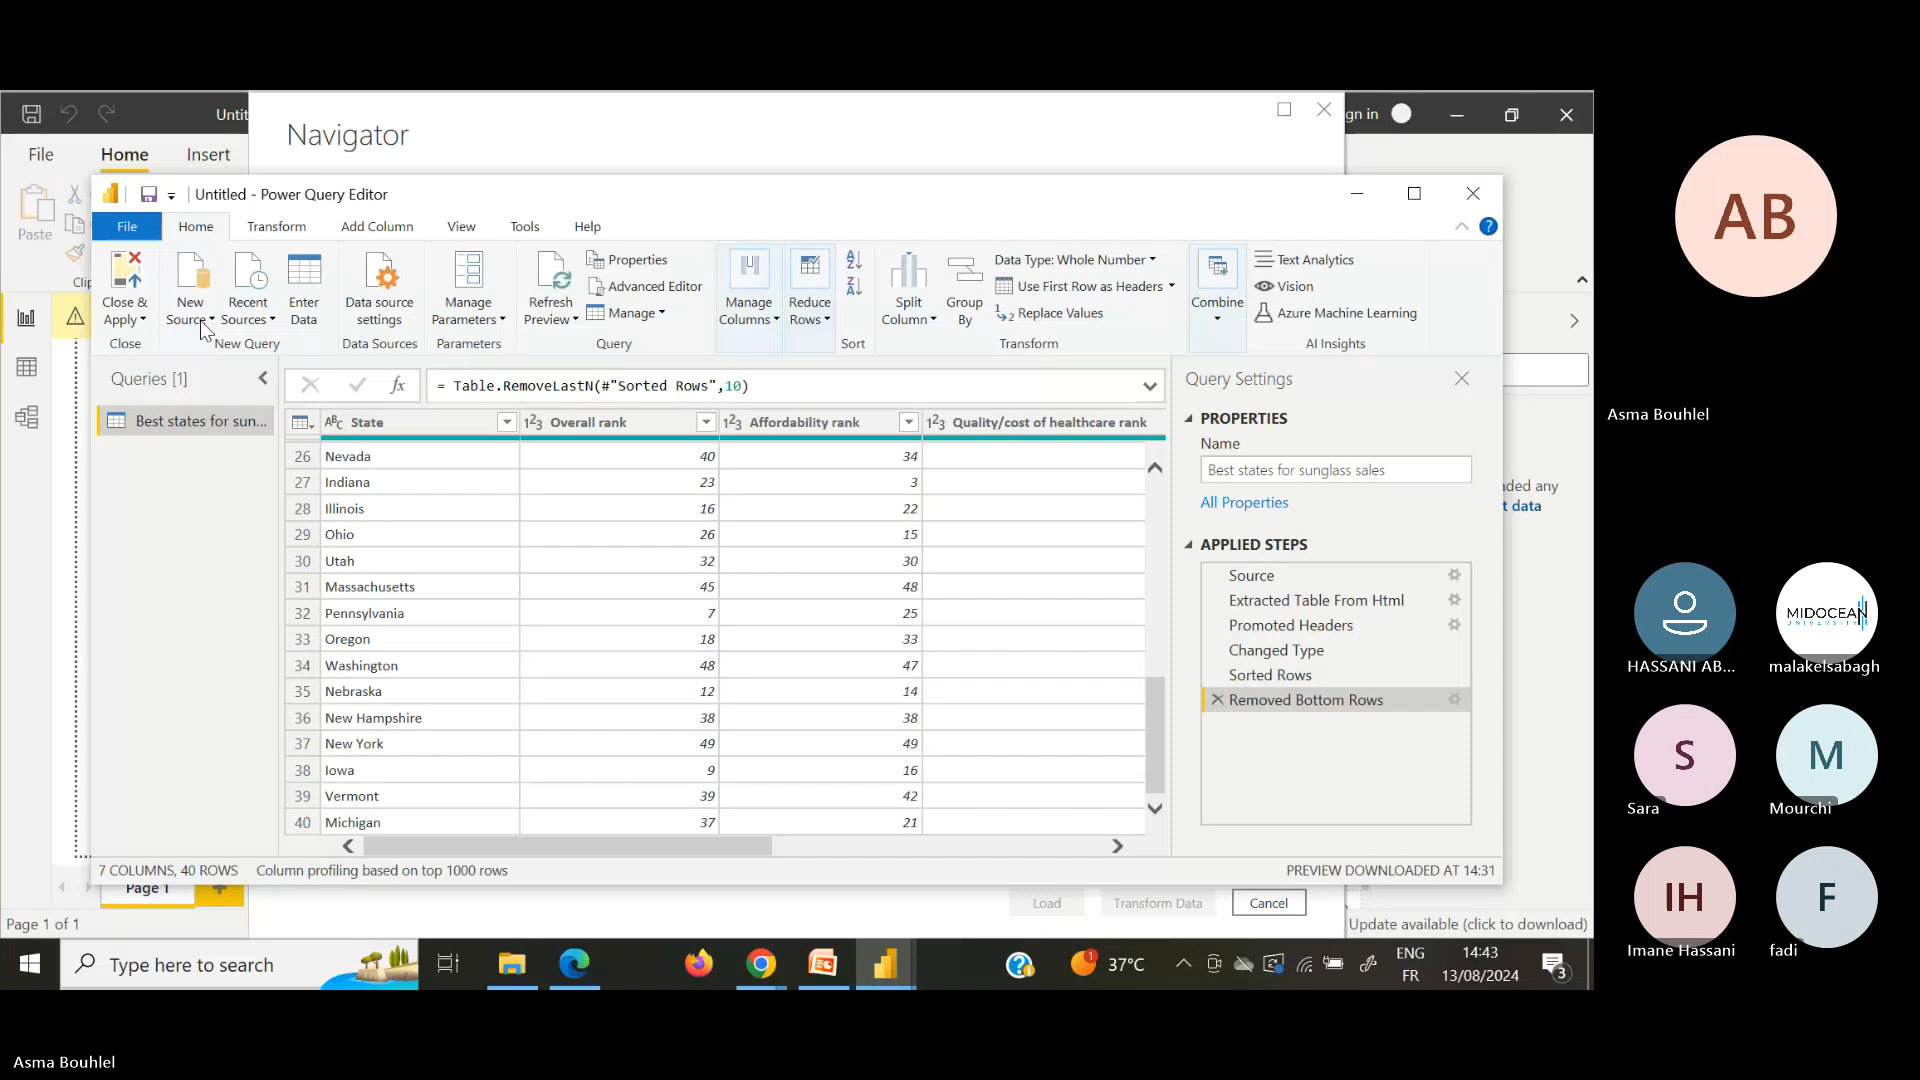 Untit
Navigator
gn in
File
Home
Insert
Paste
Clip
Untitled - Power Query Editor
File
Home
Transform
Add Column
View
Tools
Help
Close & Apply
New Source
Recent Sources
Enter Data
Data source settings
Manage Parameters
Refresh Preview
Properties
Advanced Editor
Manage
Manage Columns
Reduce Rows
Split Column
Group By
Data Type: Whole Number
Use First Row as Headers
Replace Values
Combine
Text Analytics
Vision
Azure Machine Learning
Close
New Query
Data Sources
Parameters
Query
Sort
Transform
AI Insights
Queries [1]
Best states for sun...
= Table.RemoveLastN(#"Sorted Rows",10)
State
Overall rank
Affordability rank
Quality/cost of healthcare rank
26 Nevada 40 34
27 Indiana 23 3
28 Illinois 16 22
29 Ohio 26 15
30 Utah 32 30
31 Massachusetts 45 48
32 Pennsylvania 7 25
33 Oregon 18 33
34 Washington 48 47
35 Nebraska 12 14
36 New Hampshire 38 38
37 New York 49 49
38 Iowa 9 16
39 Vermont 39 42
40 Michigan 37 21
Query Settings
PROPERTIES
Name
Best states for sunglass sales
All Properties
APPLIED STEPS
Source
Extracted Table From Html
Promoted Headers
Changed Type
Sorted Rows
Removed Bottom Rows
7 COLUMNS, 40 ROWS
Column profiling based on top 1000 rows
PREVIEW DOWNLOADED AT 14:31
ded any
t data
Page 1
Load
Transform Data
Cancel
Page 1 of 1
Update available (click to download)
Type here to search
37°C
ENG
FR
14:43
13/08/2024
3
AB
Asma Bouhlel
MIDOCEAN
UNIVERSITY
HASSANI AB...
malakelsabagh
S
M
Sara
Mourchi
IH
F
Imane Hassani
fadi
Asma Bouhlel